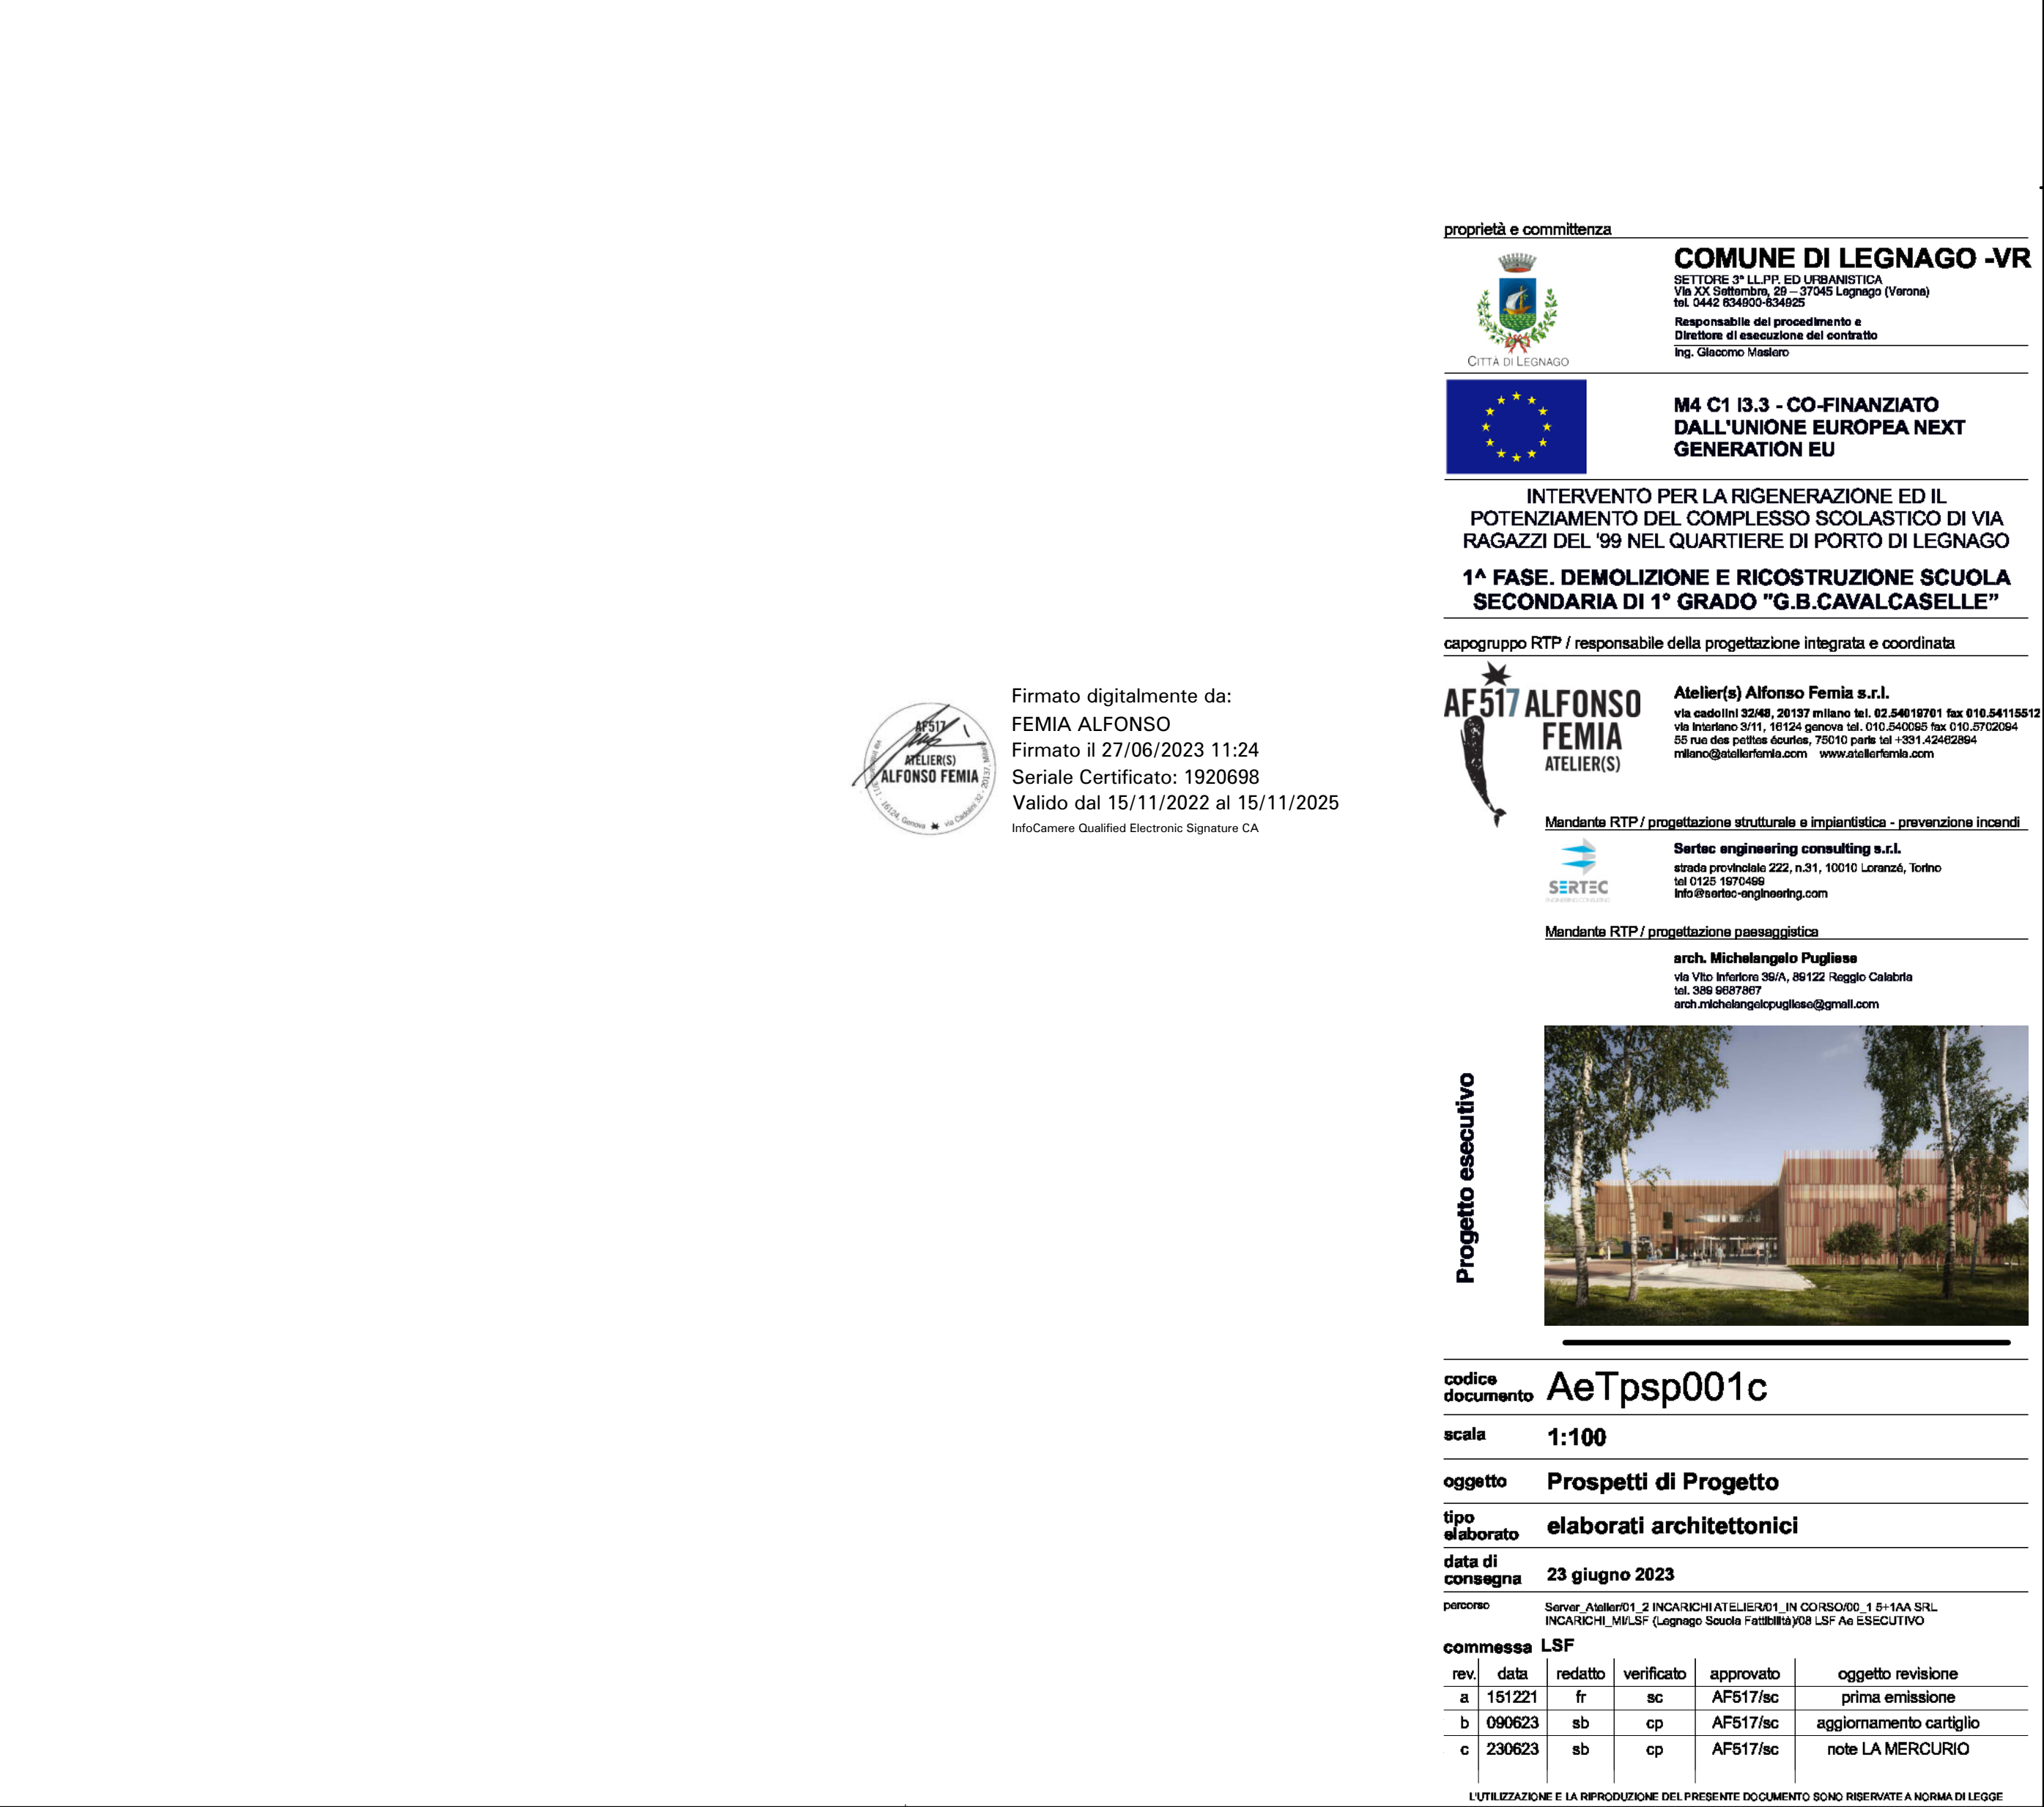 proprietà e committenza
COMUNE DI LEGNAGO -VR
SETTORE 3° LL.PP. ED URBANISTICA
Via XX Settembre, 29 – 37045 Legnago (Verona)
tel. 0442 634900-634925
Responsabile del procedimento e
Direttore di esecuzione del contratto
Ing. Giacomo Masiero
CITTÀ DI LEGNAGO
M4 C1 I3.3 - CO-FINANZIATO
DALL'UNIONE EUROPEA NEXT
GENERATION EU
INTERVENTO PER LA RIGENERAZIONE ED IL
POTENZIAMENTO DEL COMPLESSO SCOLASTICO DI VIA
RAGAZZI DEL '99 NEL QUARTIERE DI PORTO DI LEGNAGO
1^ FASE. DEMOLIZIONE E RICOSTRUZIONE SCUOLA
SECONDARIA DI 1° GRADO "G.B.CAVALCASELLE”
capogruppo RTP / responsabile della progettazione integrata e coordinata
AF517 ALFONSO
FEMIA
ATELIER(S)
Atelier(s) Alfonso Femia s.r.l.
via cadolini 32/48, 20137 milano tel. 02.54019701 fax 010.54115512
via interiano 3/11, 16124 genova tel. 010.540095 fax 010.5702094
55 rue des petites écuries, 75010 paris tel +331.42462894
milano@atelierfemia.com www.atelierfemia.com
AF517
ATELIER(S)
ALFONSO FEMIA
via Interiano 3/11 - 16124, Genova
via Cadolini 32 - 20137, Milano
Firmato digitalmente da:
FEMIA ALFONSO
Firmato il 27/06/2023 11:24
Seriale Certificato: 1920698
Valido dal 15/11/2022 al 15/11/2025
InfoCamere Qualified Electronic Signature CA
Mandante RTP / progettazione strutturale e impiantistica - prevenzione incendi
SERTEC
ENGINEERING CONSULTING
Sertec engineering consulting s.r.l.
strada provinciale 222, n.31, 10010 Loranzé, Torino
tel 0125 1970499
info@sertec-engineering.com
Mandante RTP / progettazione paesaggistica
arch. Michelangelo Pugliese
via Vito Inferiore 39/A, 89122 Reggio Calabria
tel. 389 9687867
arch.michelangelopugliese@gmail.com
Progetto esecutivo
codice
documento AeTpsp001c
scala 1:100
oggetto Prospetti di Progetto
tipo
elaborato elaborati architettonici
data di
consegna 23 giugno 2023
percorso Server_Atelier/01_2 INCARICHI ATELIER/01_IN CORSO/00_1 5+1AA SRL
INCARICHI_MI/LSF (Legnago Scuola Fattibilità)/08 LSF Ae ESECUTIVO
commessa LSF
rev. data redatto verificato approvato oggetto revisione
a 151221 fr sc AF517/sc prima emissione
b 090623 sb cp AF517/sc aggiornamento cartiglio
c 230623 sb cp AF517/sc note LA MERCURIO
L'UTILIZZAZIONE E LA RIPRODUZIONE DEL PRESENTE DOCUMENTO SONO RISERVATE A NORMA DI LEGGE